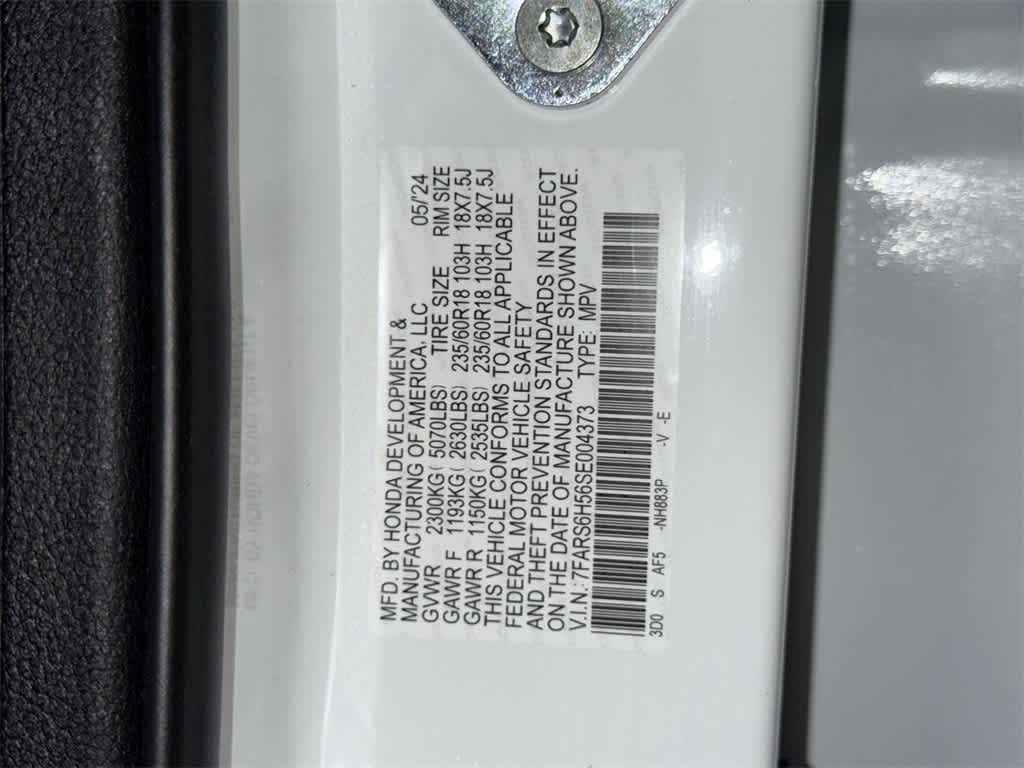 MFD. BY HONDA DEVELOPMENT &
MANUFACTURING OF AMERICA, LLC 05/'24
GVWR 2300KG( 5070LBS) TIRE SIZE RIM SIZE
GAWR F 1193KG( 2630LBS) 235/60R18 103H 18X7.5J
GAWR R 1150KG( 2535LBS) 235/60R18 103H 18X7.5J
THIS VEHICLE CONFORMS TO ALL APPLICABLE
FEDERAL MOTOR VEHICLE SAFETY
AND THEFT PREVENTION STANDARDS IN EFFECT
ON THE DATE OF MANUFACTURE SHOWN ABOVE.
V.I.N.: 7FARS6H56SE004373 TYPE: MPV
3D0 S AF5 -NH883P -V -E